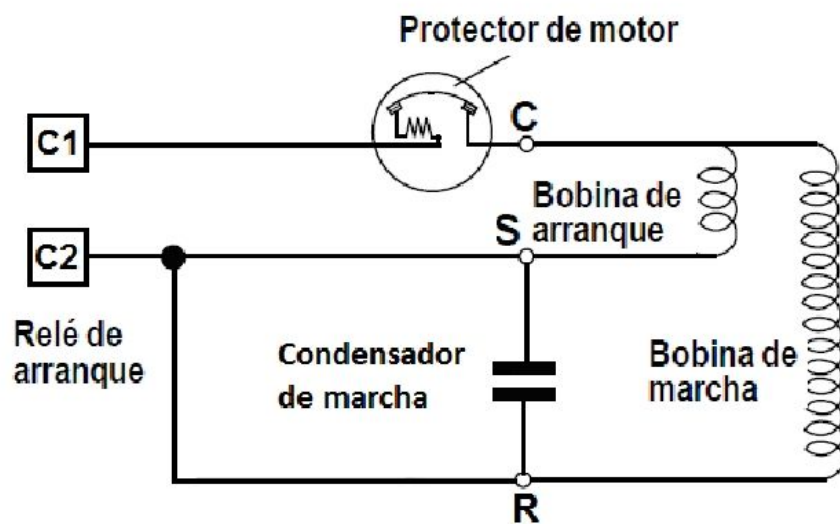 Protector de motor
C1
C
Bobina de
arranque
S
C2
Relé de
arranque
Condensador
de marcha
Bobina de
marcha
R